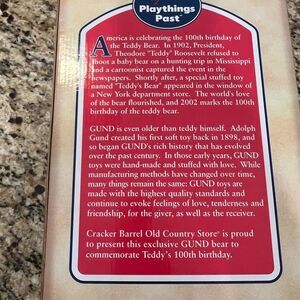 Playthings
Past™
America is celebrating the 100th birthday of
the Teddy Bear. In 1902, President,
Theodore "Teddy" Roosevelt refused to
shoot a baby bear on a hunting trip in Mississippi
and a cartoonist captured the event in the
newspapers. Shortly after, a special stuffed toy
named "Teddy's Bear" appeared in the window of
a New York department store. The world's love
of the bear flourished, and 2002 marks the 100th
birthday of the teddy bear.
GUND is even older than teddy himself. Adolph
Gund created his first soft toy back in 1898, and
so began GUND's rich history that has evolved
over the past century. In those early years, GUND
toys were hand-made and stuffed with love. While
manufacturing methods have changed over time,
many things remain the same: GUND toys are
made with the highest quality standards and
continue to evoke feelings of love, tenderness and
friendship, for the giver, as well as the receiver.
Cracker Barrel Old Country Store® is proud
to present this exclusive GUND bear to
commemorate Teddy's 100th birthday.